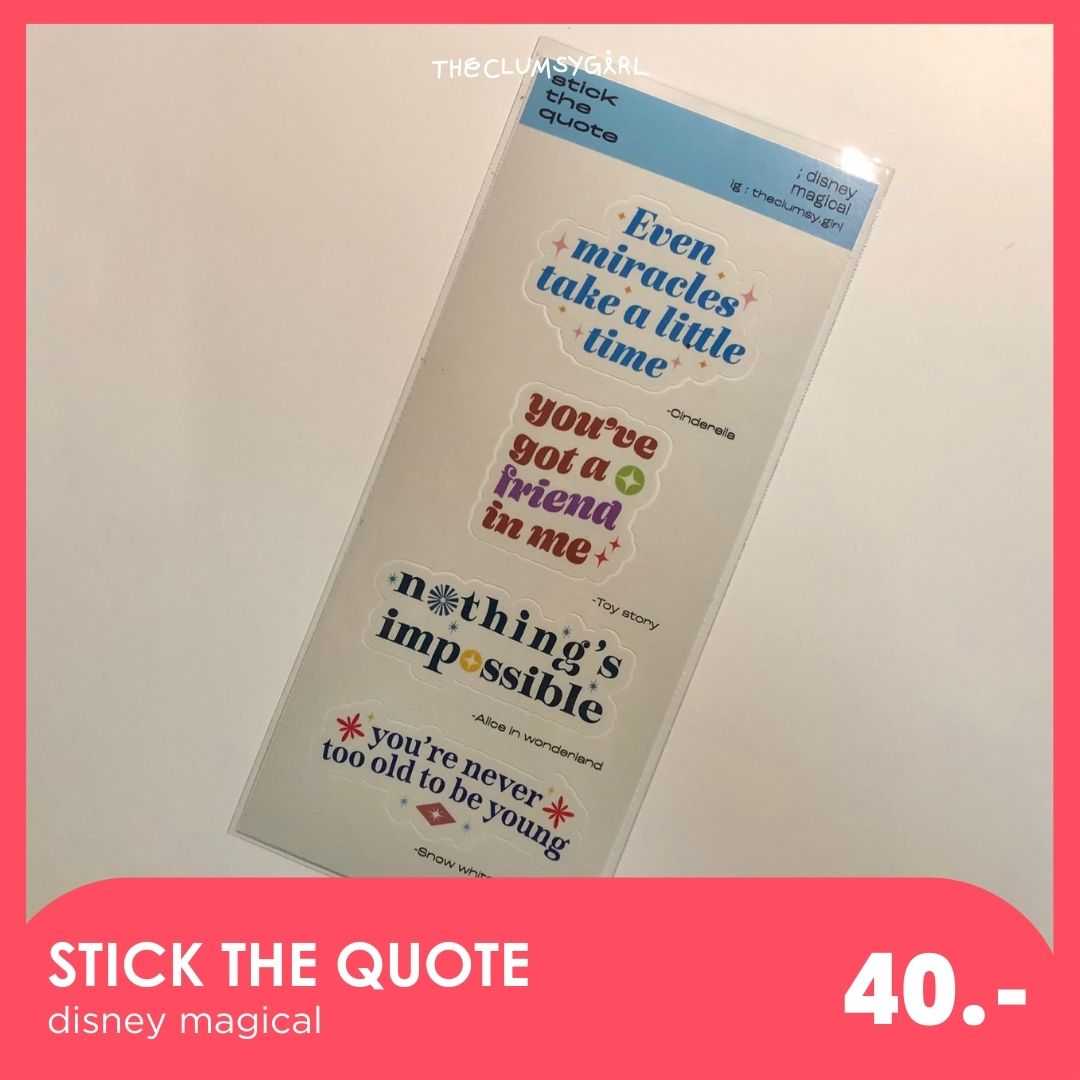 THECLUMSYGIRL
stick
the
quote
; disney
magical
ig : theclumsy.girl
Even
miracles
take a little
time
-Cinderella
you've
got a
friend
in me
-Toy story
nothing's
impossible
-Alice in wonderland
you're never
too old to be young
-Snow white
STICK THE QUOTE
disney magical
40.-